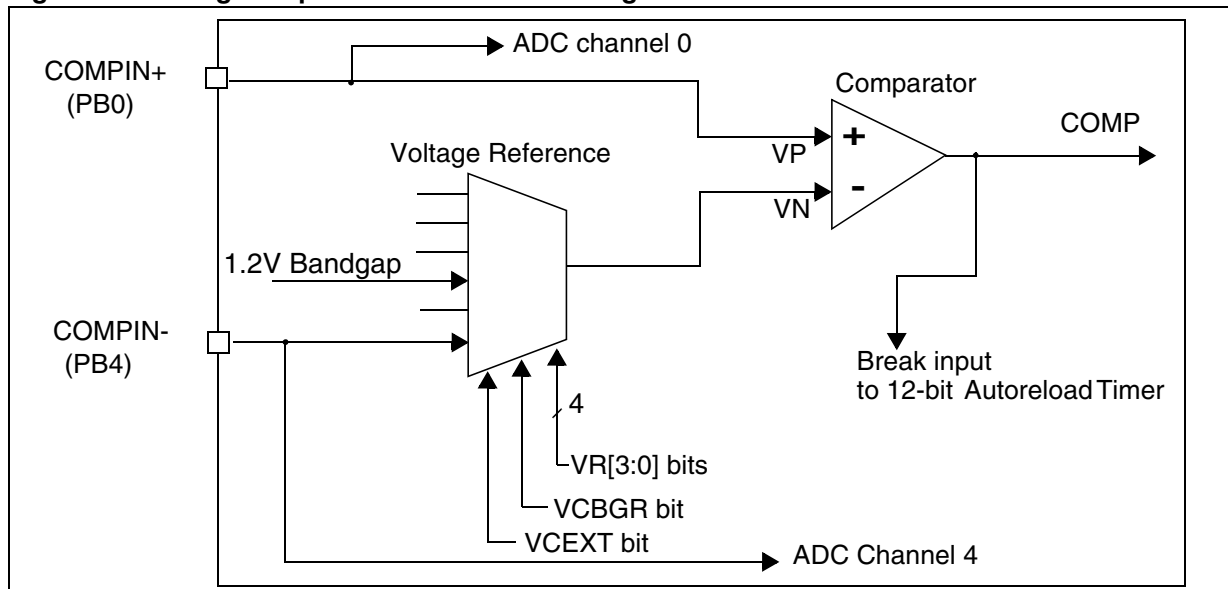 ADC channel 0
COMPIN+
(PB0)
Comparator
COMP
Voltage Reference
+
VP
-
VN
1.2V Bandgap
COMPIN-
(PB4)
Break input
to 12-bit Autoreload Timer
4
VR[3:0] bits
VCBGR bit
VCEXT bit
ADC Channel 4